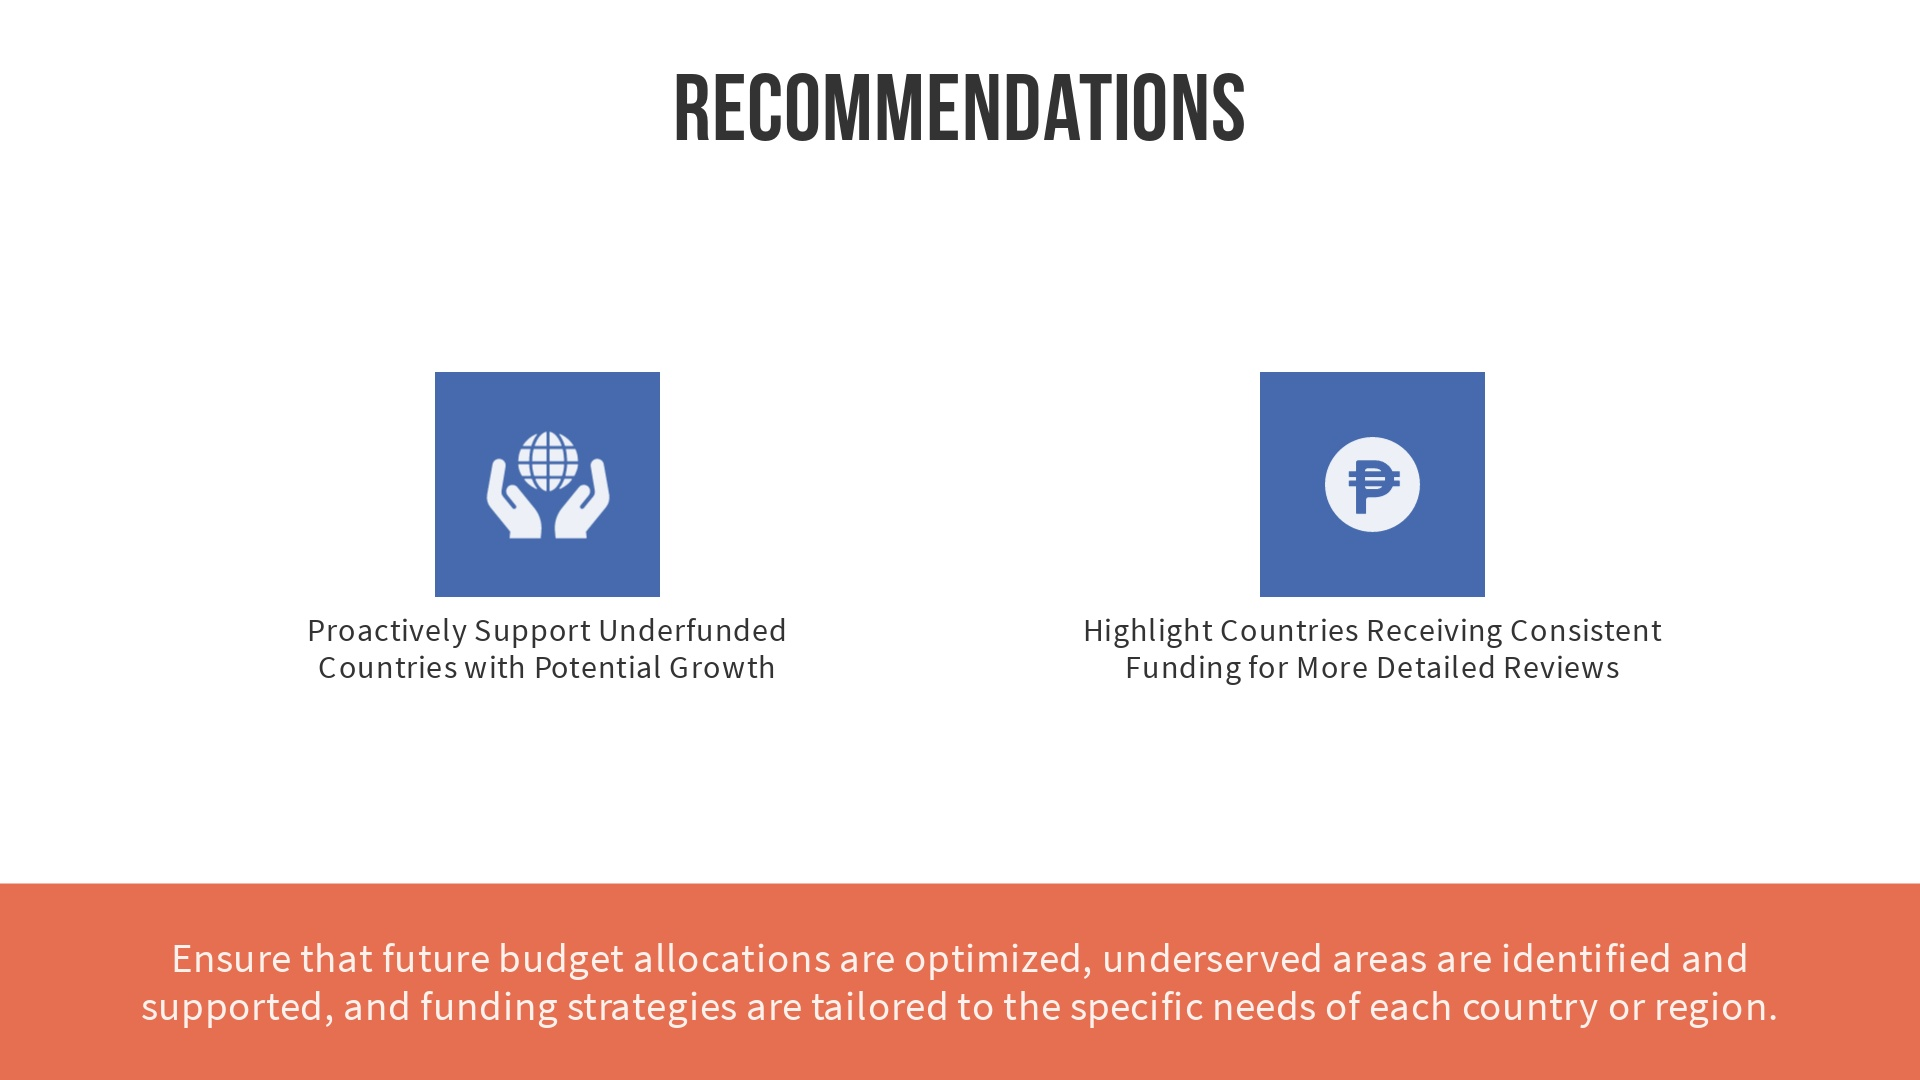 RECOMMENDATIONS
₱
Proactively Support Underfunded
Countries with Potential Growth
Highlight Countries Receiving Consistent
Funding for More Detailed Reviews
Ensure that future budget allocations are optimized, underserved areas are identified and
supported, and funding strategies are tailored to the specific needs of each country or region.